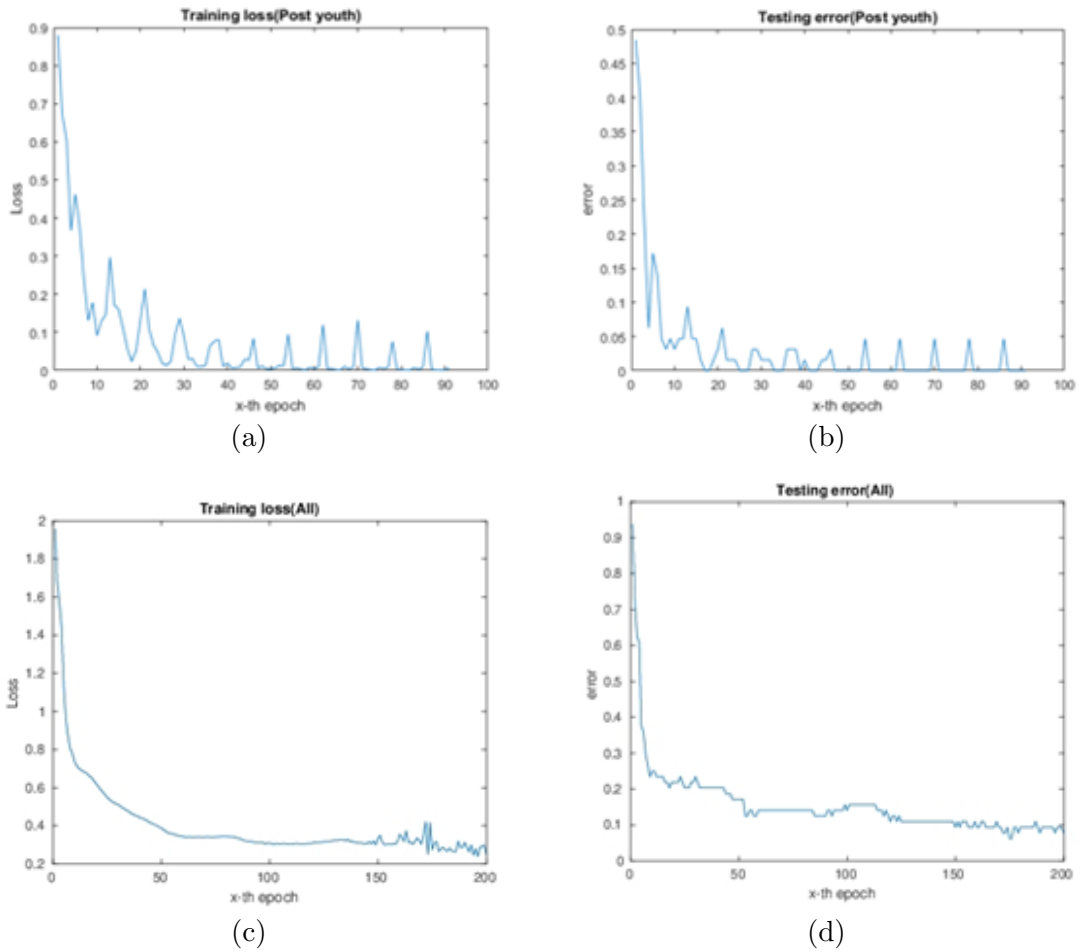 Training loss(Post youth)
0.9
0.8
0.7
0.6
0.5
0.4
0.3
0.2
0.1
0
Loss
0 10 20 30 40 50 60 70 80 90 100
x-th epoch
(a)
Testing error(Post youth)
0.5
0.45
0.4
0.35
0.3
0.25
0.2
0.15
0.1
0.05
0
error
0 10 20 30 40 50 60 70 80 90 100
x-th epoch
(b)
Training loss(All)
2
1.8
1.6
1.4
1.2
1
0.8
0.6
0.4
0.2
Loss
0 50 100 150 200
x-th epoch
(c)
Testing error(All)
1
0.9
0.8
0.7
0.6
0.5
0.4
0.3
0.2
0.1
0
error
0 50 100 150 200
x-th epoch
(d)